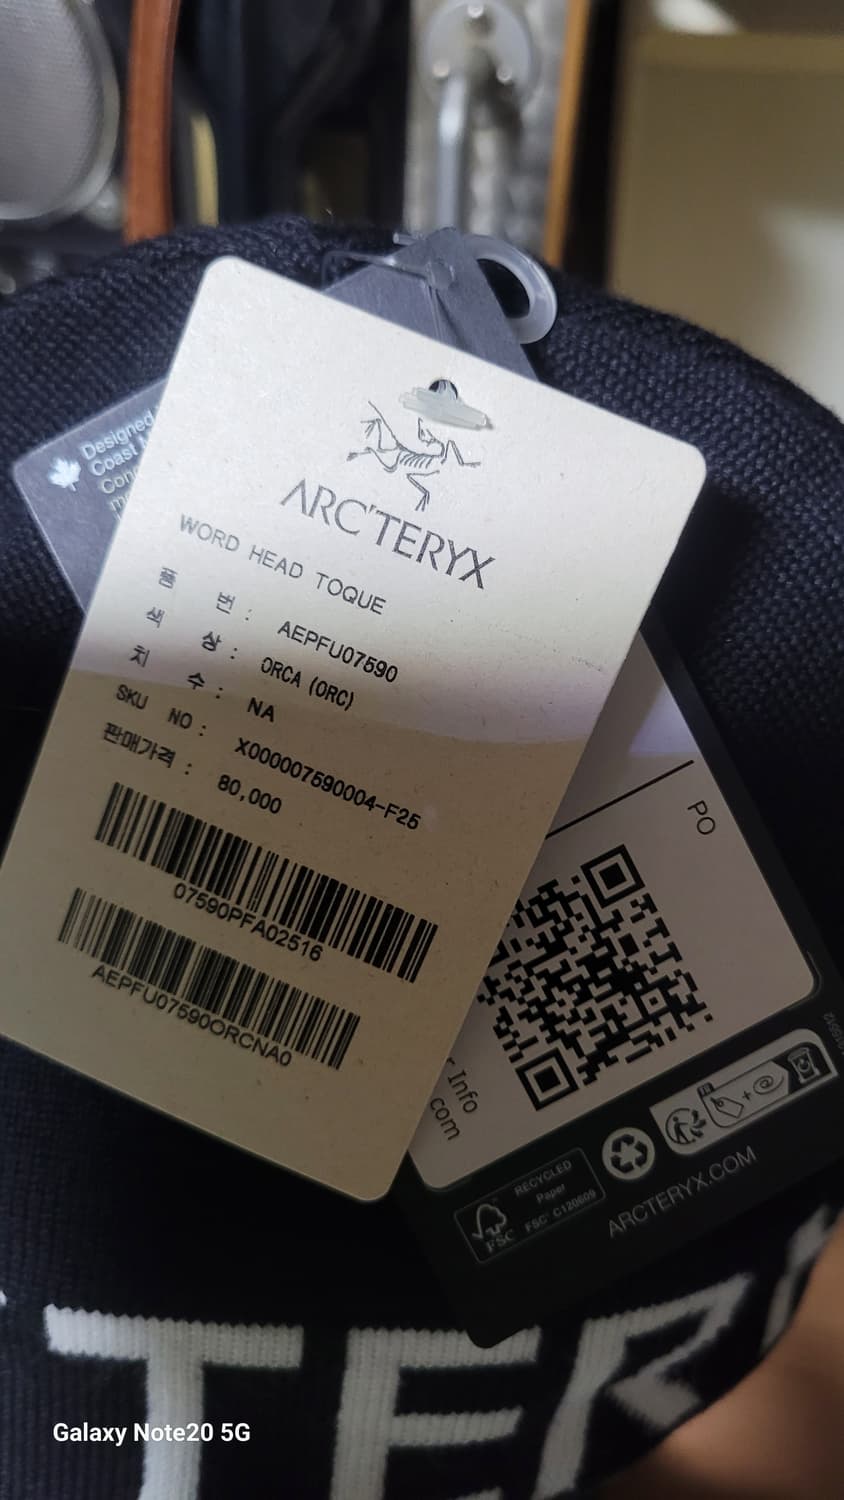 Designed
Coast
ARC'TERYX
WORD HEAD TOQUE
품 번 : AEPFU07590
색 상 : ORCA (ORC)
치 수 : NA
SKU NO : X000007590004-F25
판매가격 : 80,000
07590PFA02516
AEPFU07590ORCNA0
PO
r Info
com
FR
RECYCLED
Paper
FSC® C120609
FSC
ARCTERYX.COM
TER
Galaxy Note20 5G